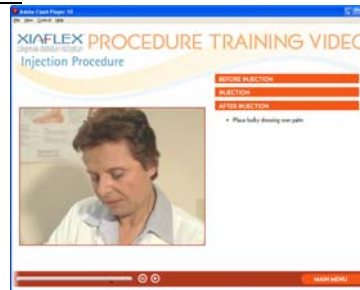 Adobe Flash Player 10
File View Control Help
XIAFLEX PROCEDURE TRAINING VIDEO
Injection Procedure
BEFORE INJECTION
INJECTION
AFTER INJECTION
• Place bulky dressing over palm
MAIN MENU